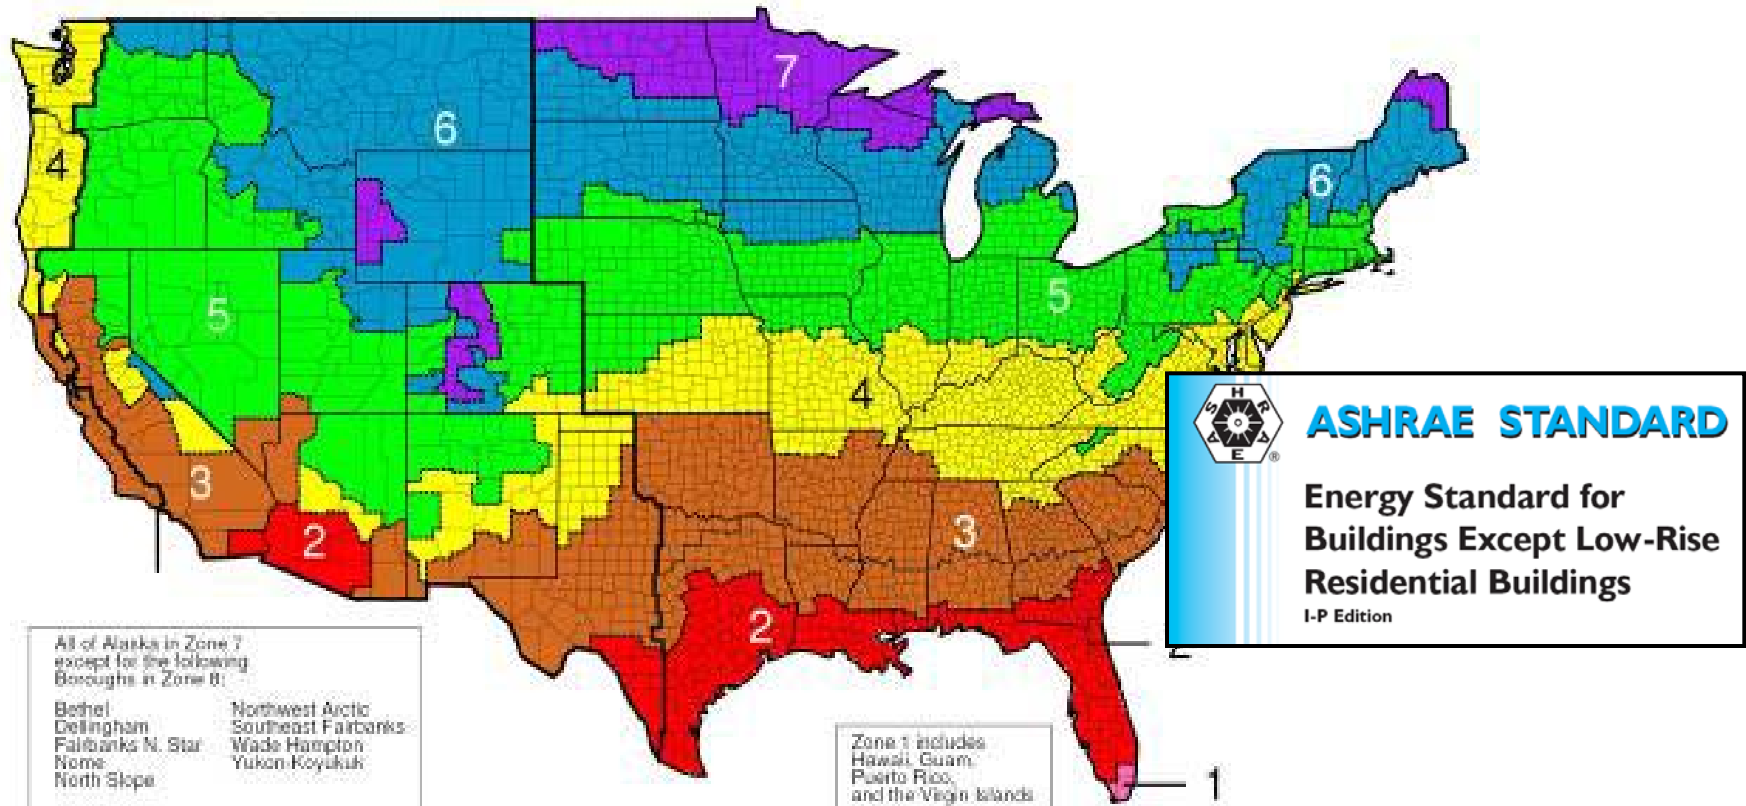 7
6
4
6
5
5
4
3
3
2
2
1
ASHRAE STANDARD
ASHRAE
®
Energy Standard for
Buildings Except Low-Rise
Residential Buildings
I-P Edition
All of Alaska in Zone 7
except for the following
Boroughs in Zone 8:
Bethel Northwest Arctic
Dellingham Southeast Fairbanks
Fairbanks N. Star Wade Hampton
Nome Yukon-Koyukuk
North Slope
Zone 1 includes
Hawaii, Guam,
Puerto Rico,
and the Virgin Islands